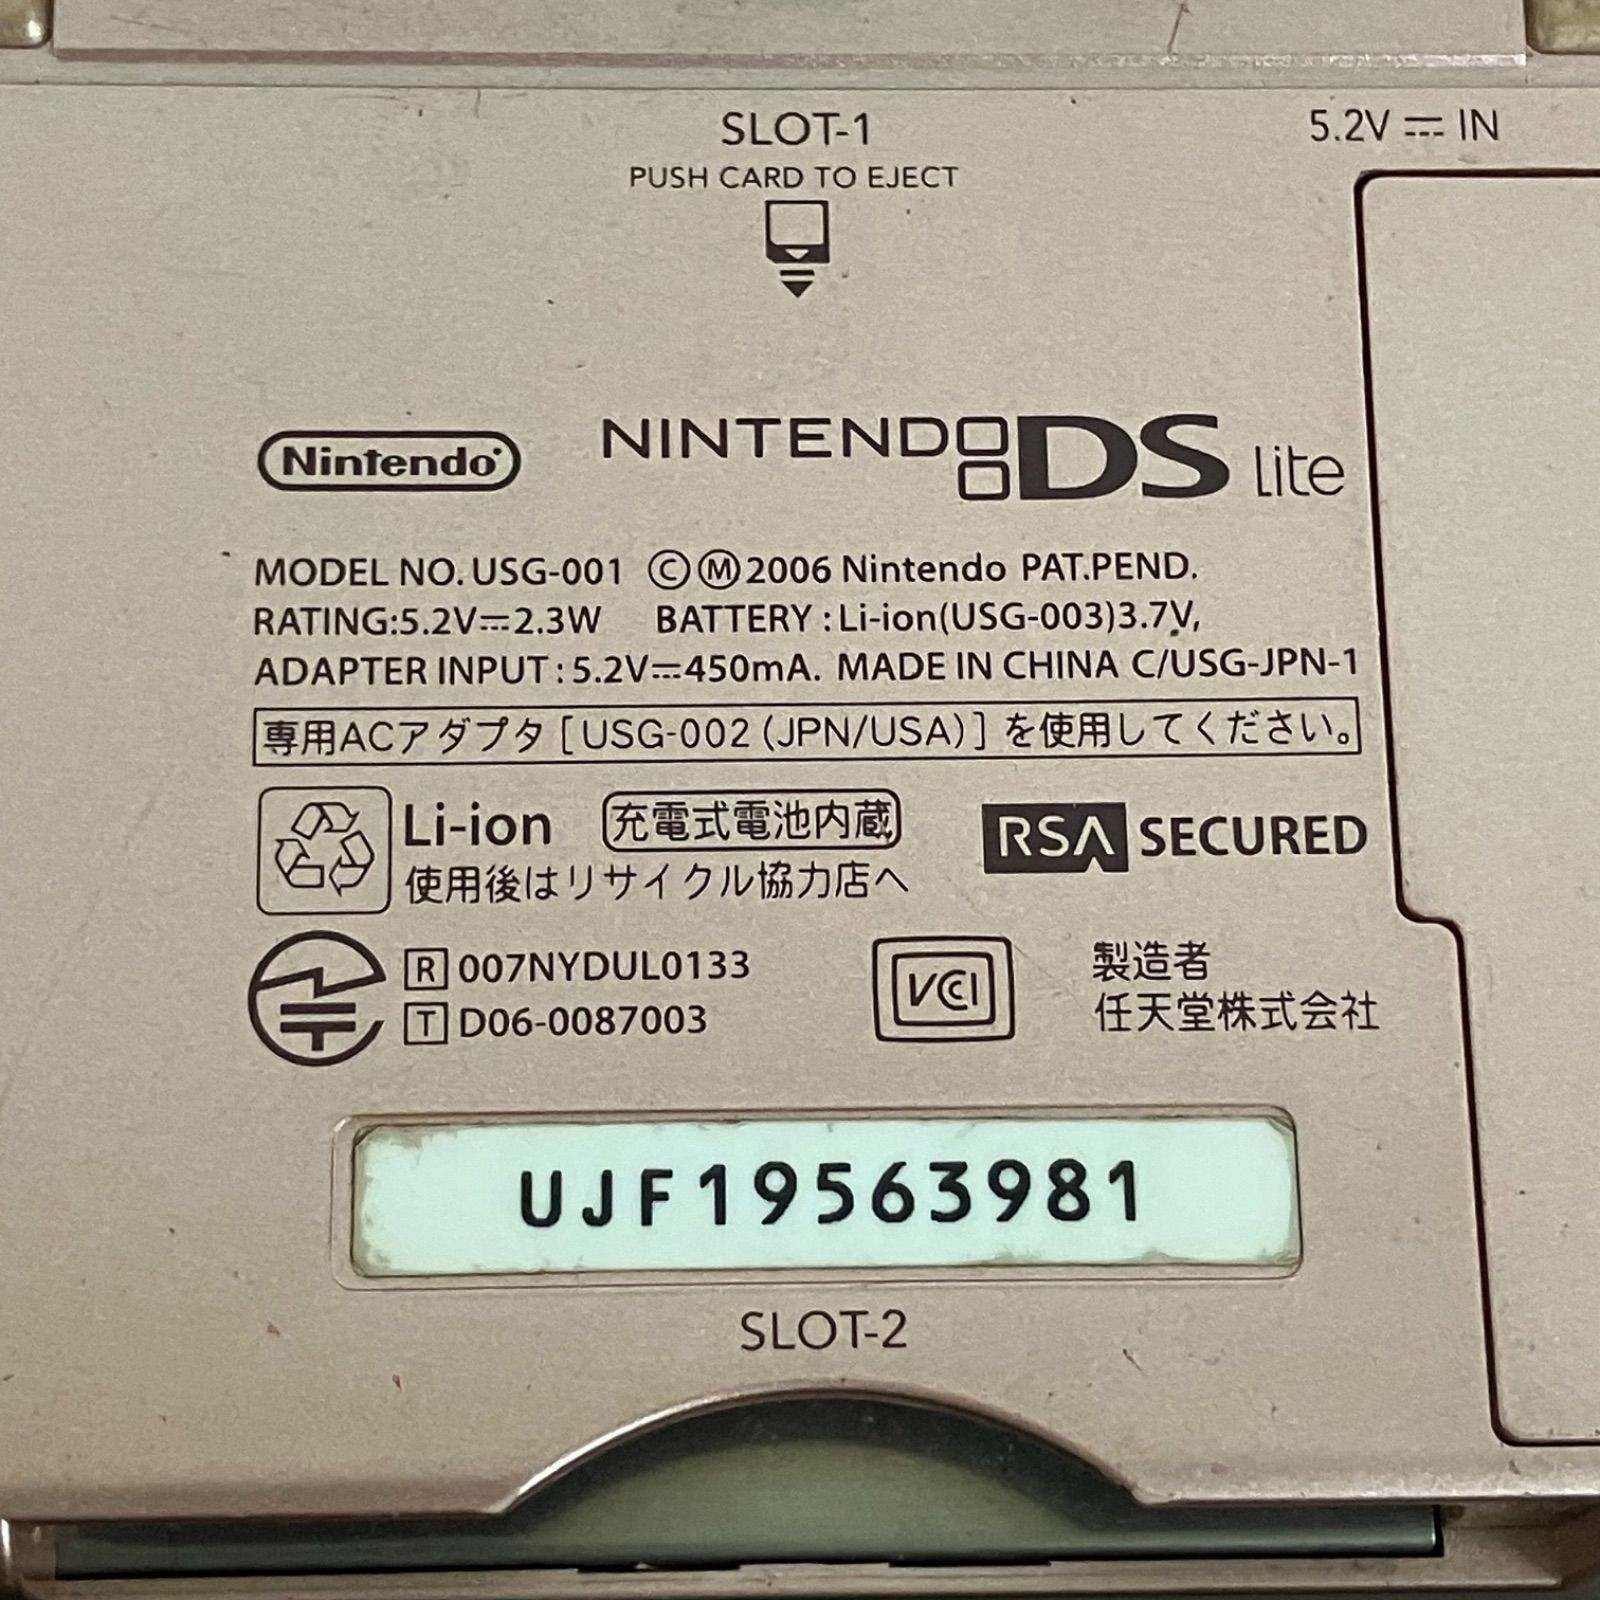 SLOT-1
5.2V ⎓ IN
PUSH CARD TO EJECT
Nintendo
NINTENDO DS Lite
MODEL NO. USG-001 ©Ⓜ2006 Nintendo PAT.PEND.
RATING:5.2V⎓2.3W BATTERY : Li-ion(USG-003)3.7V,
ADAPTER INPUT : 5.2V⎓450mA. MADE IN CHINA C/USG-JPN-1
専用ACアダプタ [USG-002 (JPN/USA)] を使用してください。
Li-ion 充電式電池内蔵
使用後はリサイクル協力店へ
RSA SECURED
R 007NYDUL0133
T D06-0087003
VCCI
製造者
任天堂株式会社
UJF19563981
SLOT-2